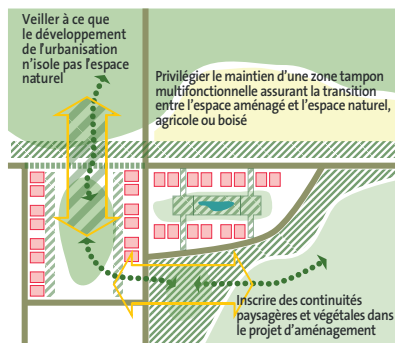 Veiller à ce que
le développement
de l'urbanisation
n'isole pas l'espace
naturel
Privilégier le maintien d'une zone tampon
multifonctionnelle assurant la transition
entre l'espace aménagé et l'espace naturel,
agricole ou boisé
Inscrire des continuités
paysagères et végétales dans
le projet d'aménagement